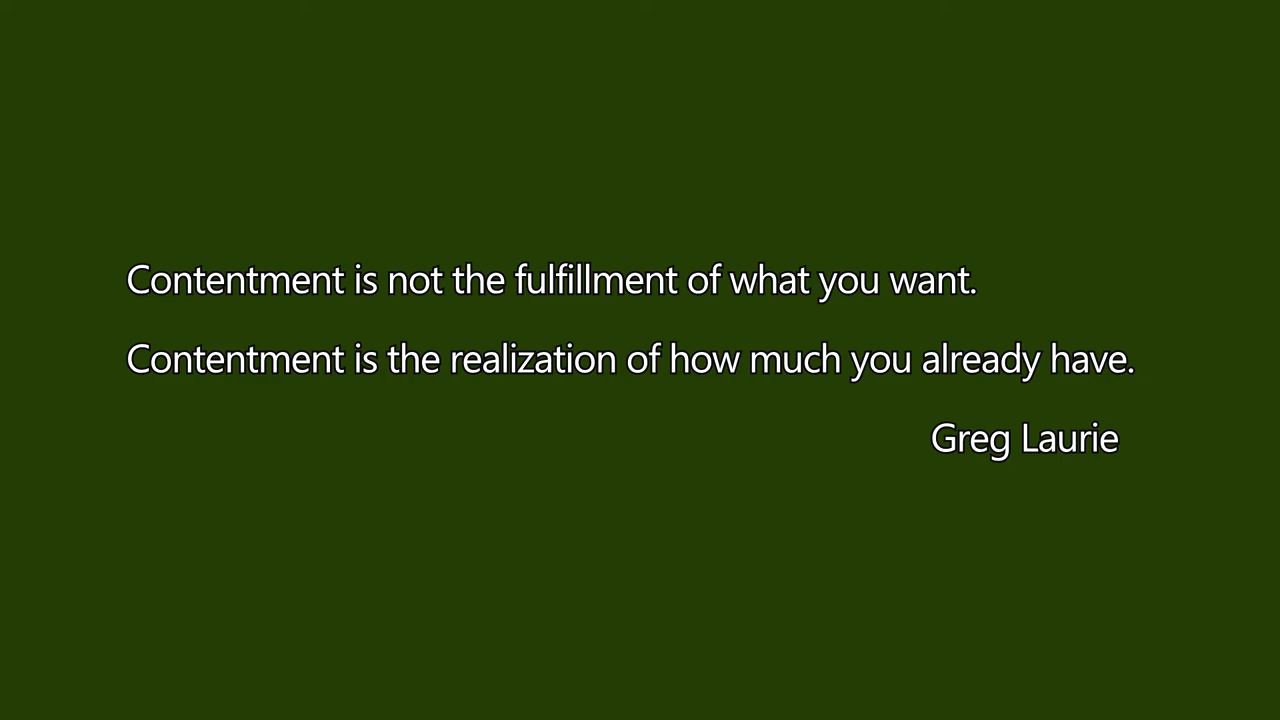 Contentment is not the fulfillment of what you want.
Contentment is the realization of how much you already have.
Greg Laurie